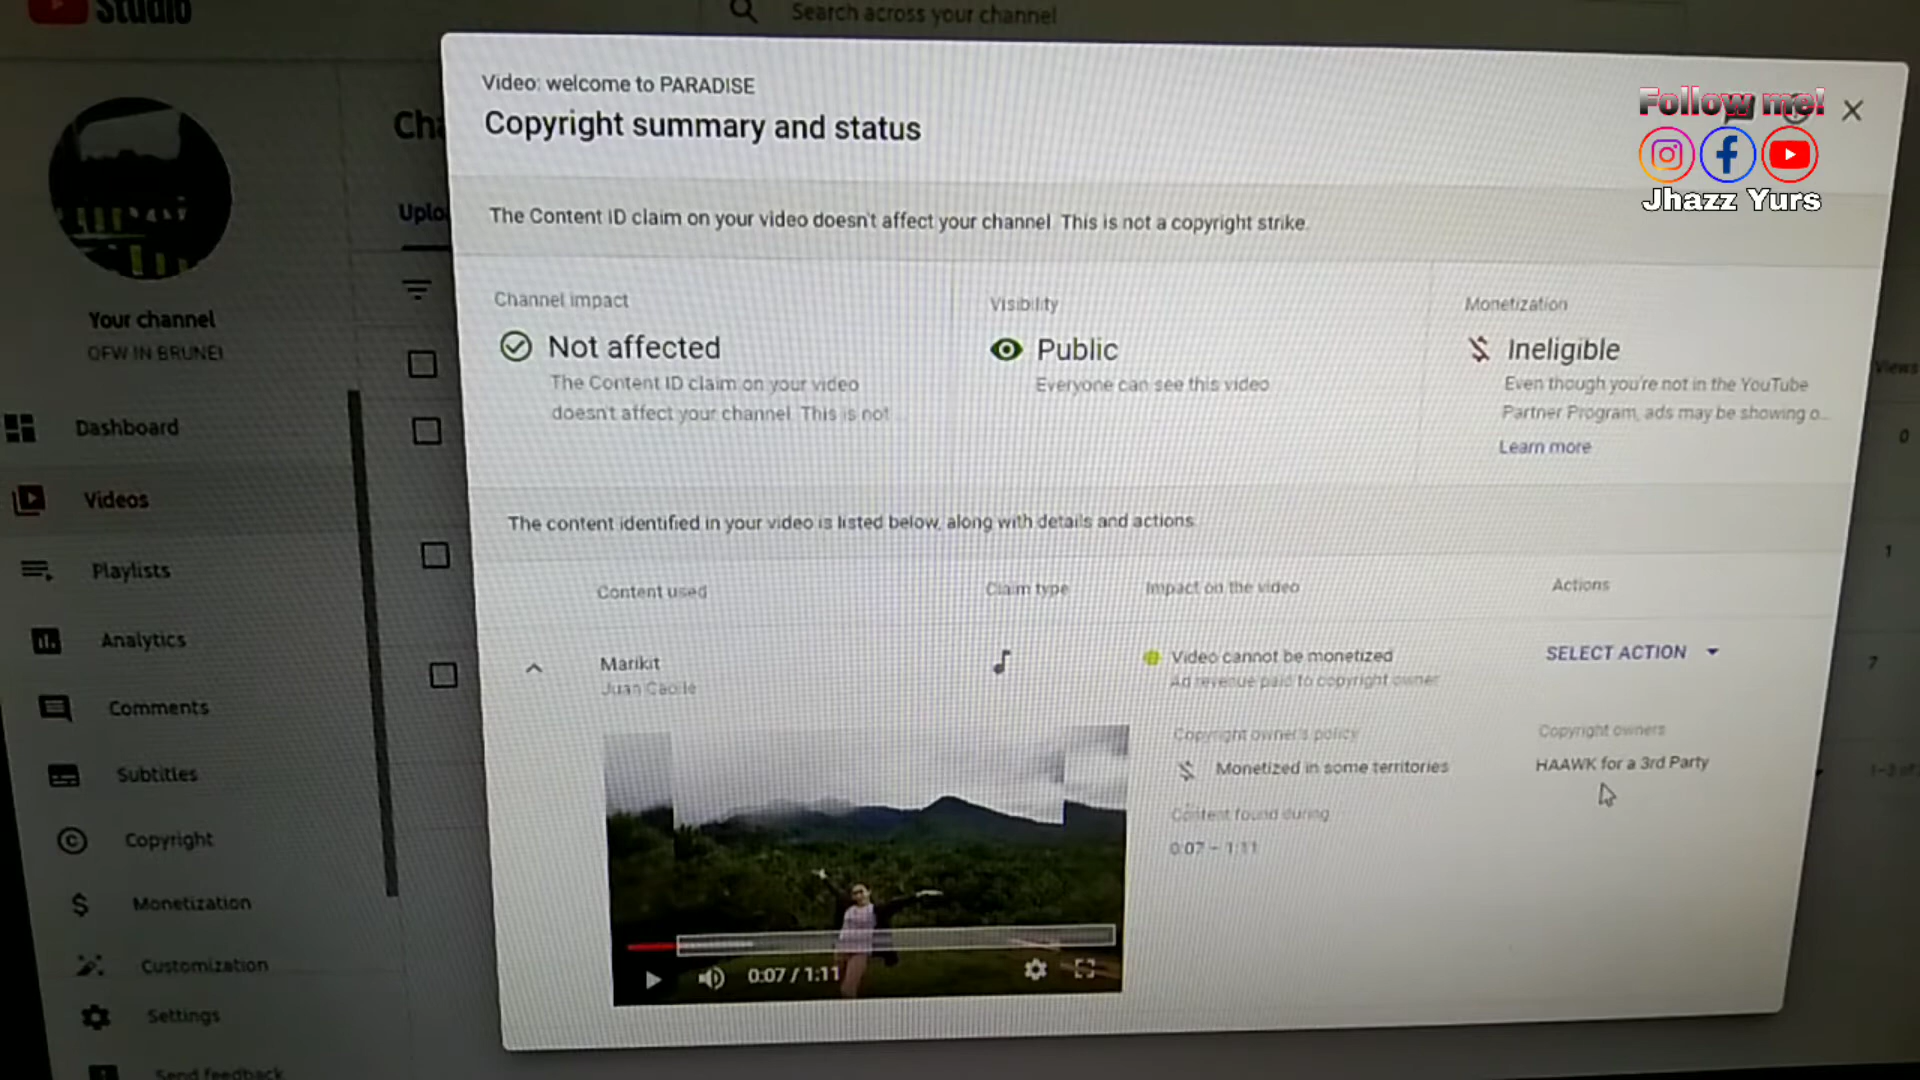 Studio
Search across your channel
Video: welcome to PARADISE
Copyright summary and status
Follow me!
Jhazz Yurs
The Content ID claim on your video doesn't affect your channel. This is not a copyright strike.
Uplo
Channel impact
Not affected
The Content ID claim on your video
doesn't affect your channel. This is not ...
Visibility
Public
Everyone can see this video
Monetization
Ineligible
Even though you're not in the YouTube
Partner Program, ads may be showing o...
Learn more
Your channel
OFW IN BRUNEI
Dashboard
Videos
Playlists
Analytics
Comments
Subtitles
Copyright
Monetization
Customization
Settings
Send feedback
Views
0
1
7
The content identified in your video is listed below, along with details and actions.
Content used
Claim type
Impact on the video
Actions
Marikit
Juan Caoile
Video cannot be monetized
Ad revenue paid to copyright owner
SELECT ACTION
Copyright owner's policy
Monetized in some territories
Content found during
0:07 – 1:11
Copyright owners
HAAWK for a 3rd Party
0:07 / 1:11